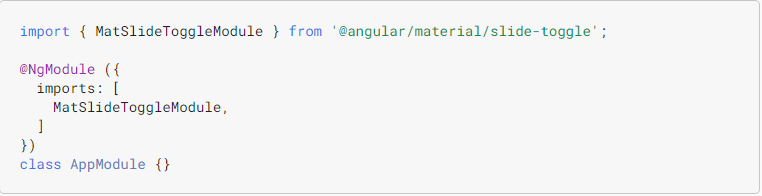 import { MatSlideToggleModule } from '@angular/material/slide-toggle';
@NgModule ({
imports: [
MatSlideToggleModule,
]
})
class AppModule {}